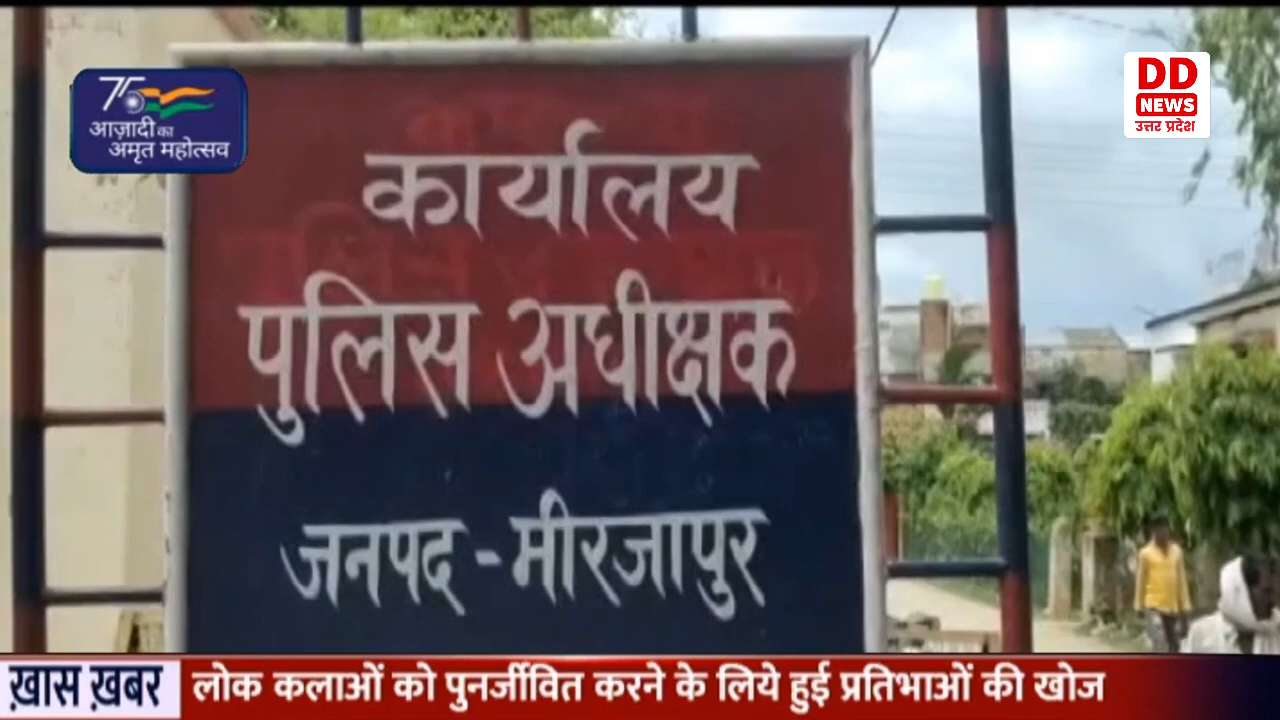 75
आज़ादी का
अमृत महोत्सव
DD
NEWS
उत्तर प्रदेश
कार्यालय
पुलिस अधीक्षक
जनपद - मीरजापुर
ख़ास ख़बर
लोक कलाओं को पुनर्जीवित करने के लिये हुई प्रतिभाओं की खोज